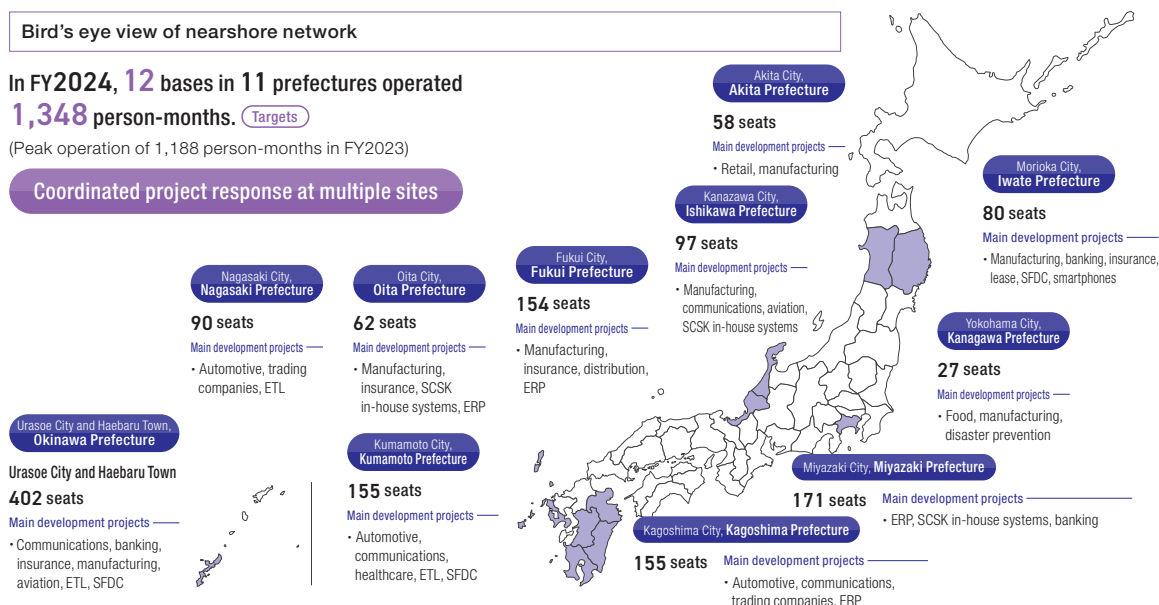 Bird's eye view of nearshore network
In FY2024, 12 bases in 11 prefectures operated
1,348 person-months. Targets
(Peak operation of 1,188 person-months in FY2023)
Coordinated project response at multiple sites
Akita City,
Akita Prefecture
58 seats
Main development projects
・Retail, manufacturing
Morioka City,
Iwate Prefecture
80 seats
Main development projects
・Manufacturing, banking, insurance,
lease, SFDC, smartphones
Kanazawa City,
Ishikawa Prefecture
97 seats
Main development projects
・Manufacturing,
communications, aviation,
SCSK in-house systems
Fukui City,
Fukui Prefecture
154 seats
Main development projects
・Manufacturing,
insurance, distribution,
ERP
Nagasaki City,
Nagasaki Prefecture
90 seats
Main development projects
・Automotive, trading
companies, ETL
Oita City,
Oita Prefecture
62 seats
Main development projects
・Manufacturing,
insurance, SCSK
in-house systems, ERP
Yokohama City,
Kanagawa Prefecture
27 seats
Main development projects
・Food, manufacturing,
disaster prevention
Urasoe City and Haebaru Town,
Okinawa Prefecture
Urasoe City and Haebaru Town
402 seats
Main development projects
・Communications, banking,
insurance, manufacturing,
aviation, ETL, SFDC
Kumamoto City,
Kumamoto Prefecture
155 seats
Main development projects
・Automotive,
communications,
healthcare, ETL, SFDC
Miyazaki City, Miyazaki Prefecture
171 seats
Main development projects
・ERP, SCSK in-house systems, banking
Kagoshima City, Kagoshima Prefecture
155 seats
Main development projects
・Automotive, communications,
trading companies, ERP